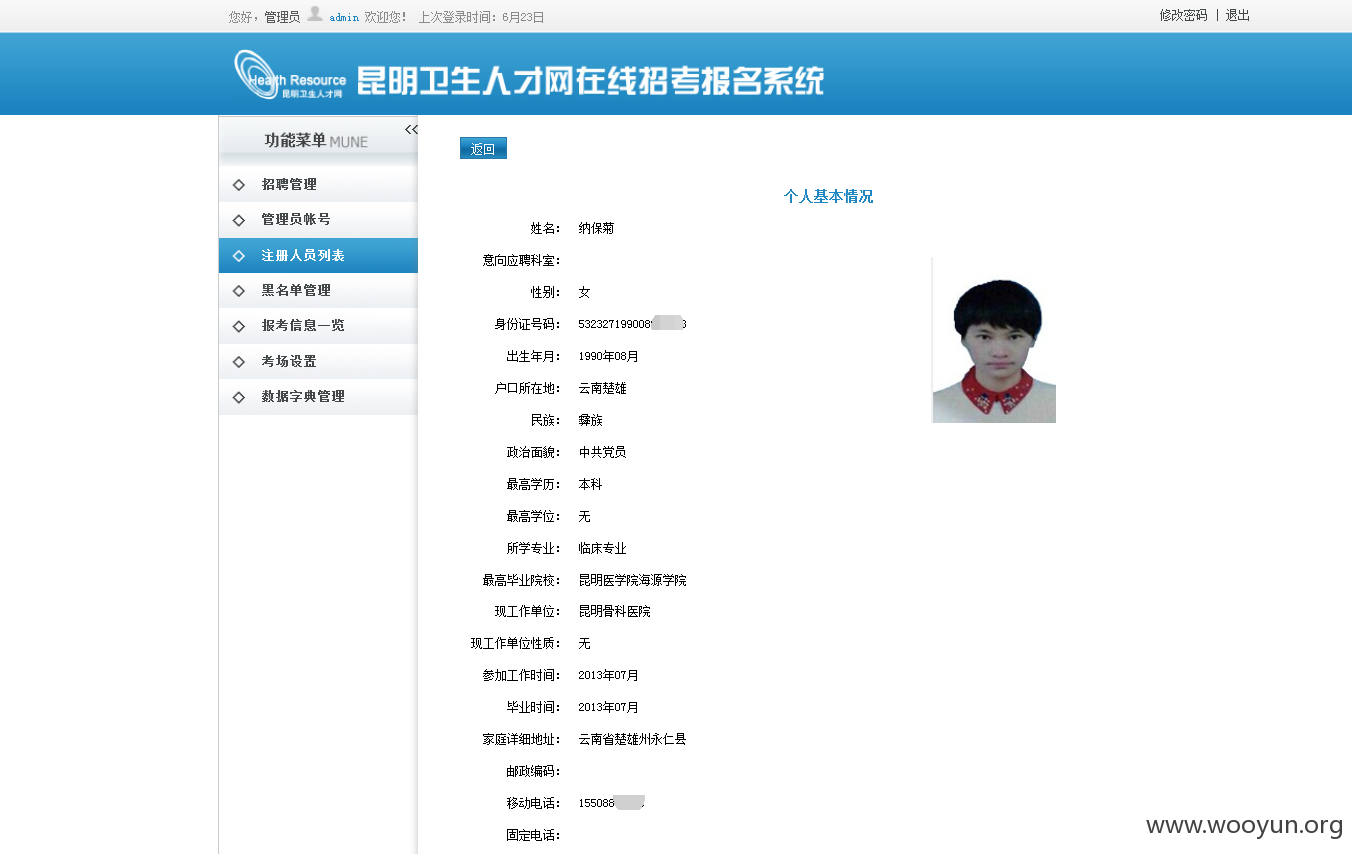 您好，管理员 admin 欢迎您！ 上次登录时间：6月23日
修改密码 | 退出
Health Resource
昆明卫生人才网
昆明卫生人才网在线招考报名系统
功能菜单 MUNE
招聘管理
管理员帐号
注册人员列表
黑名单管理
报考信息一览
考场设置
数据字典管理
返回
个人基本情况
姓名： 纳保菊
意向应聘科室：
性别： 女
身份证号码： 532327199008 3
出生年月： 1990年08月
户口所在地： 云南楚雄
民族： 彝族
政治面貌： 中共党员
最高学历： 本科
最高学位： 无
所学专业： 临床专业
最高毕业院校： 昆明医学院海源学院
现工作单位： 昆明骨科医院
现工作单位性质： 无
参加工作时间： 2013年07月
毕业时间： 2013年07月
家庭详细地址： 云南省楚雄州永仁县
邮政编码：
移动电话： 155088
固定电话：
www.wooyun.org